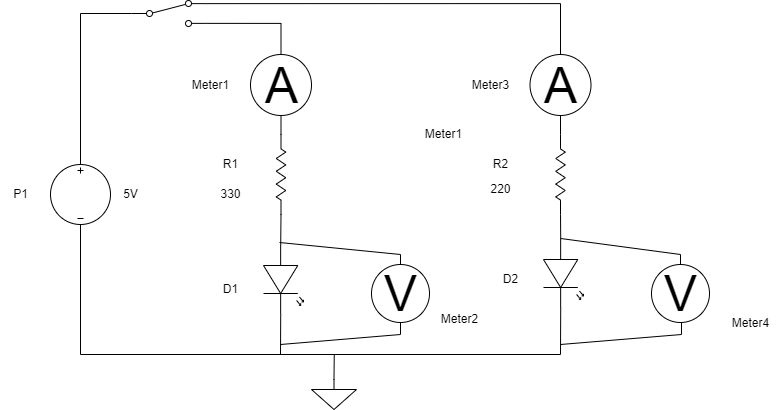 A
A
Meter1
Meter3
Meter1
R1
R2
330
220
P1
+
5V
−
D1
D2
V
V
Meter2
Meter4